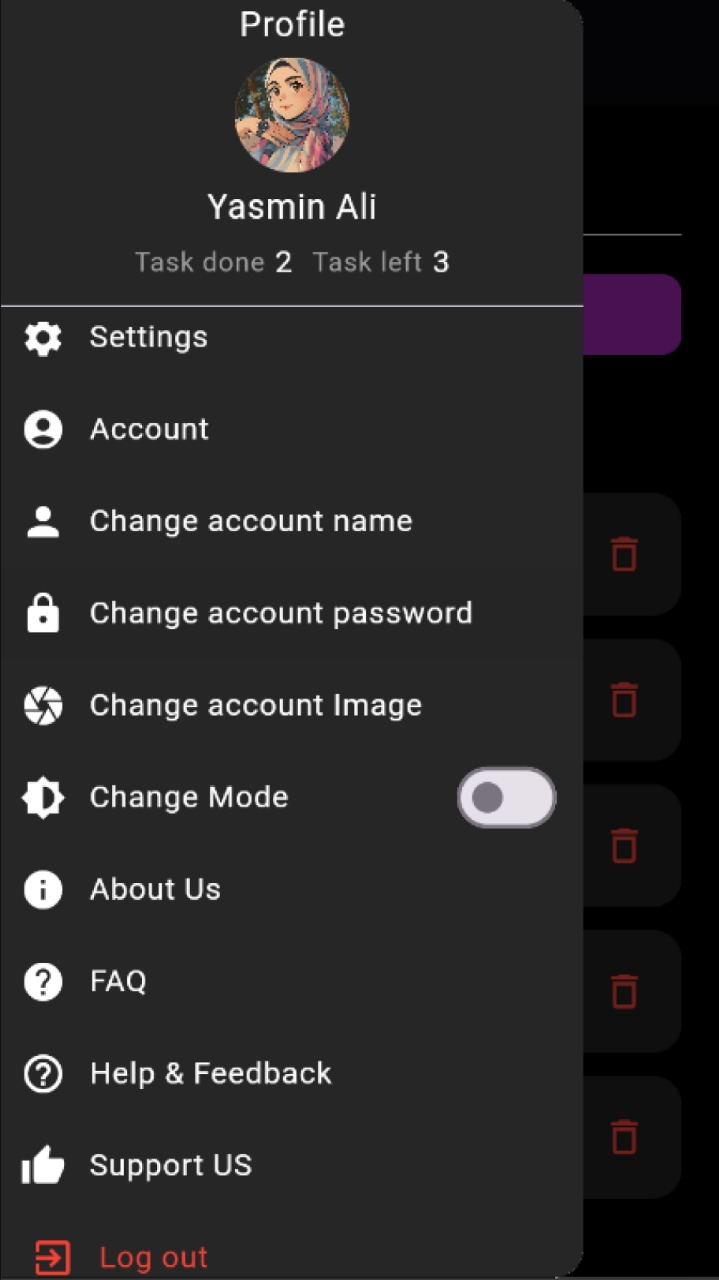 Profile
Yasmin Ali
Task done 2 Task left 3
Settings
Account
Change account name
Change account password
Change account Image
Change Mode
About Us
FAQ
Help & Feedback
Support US
Log out